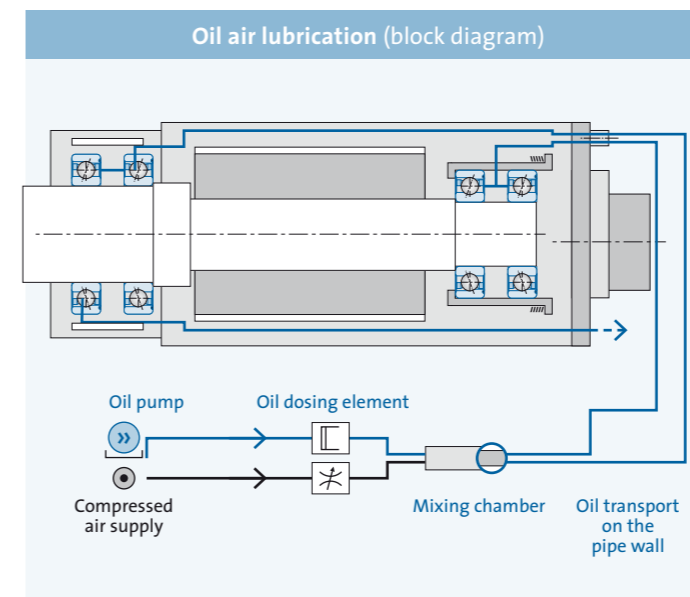 Oil air lubrication (block diagram)
Oil pump
Oil dosing element
Compressed
air supply
Mixing chamber
Oil transport
on the
pipe wall